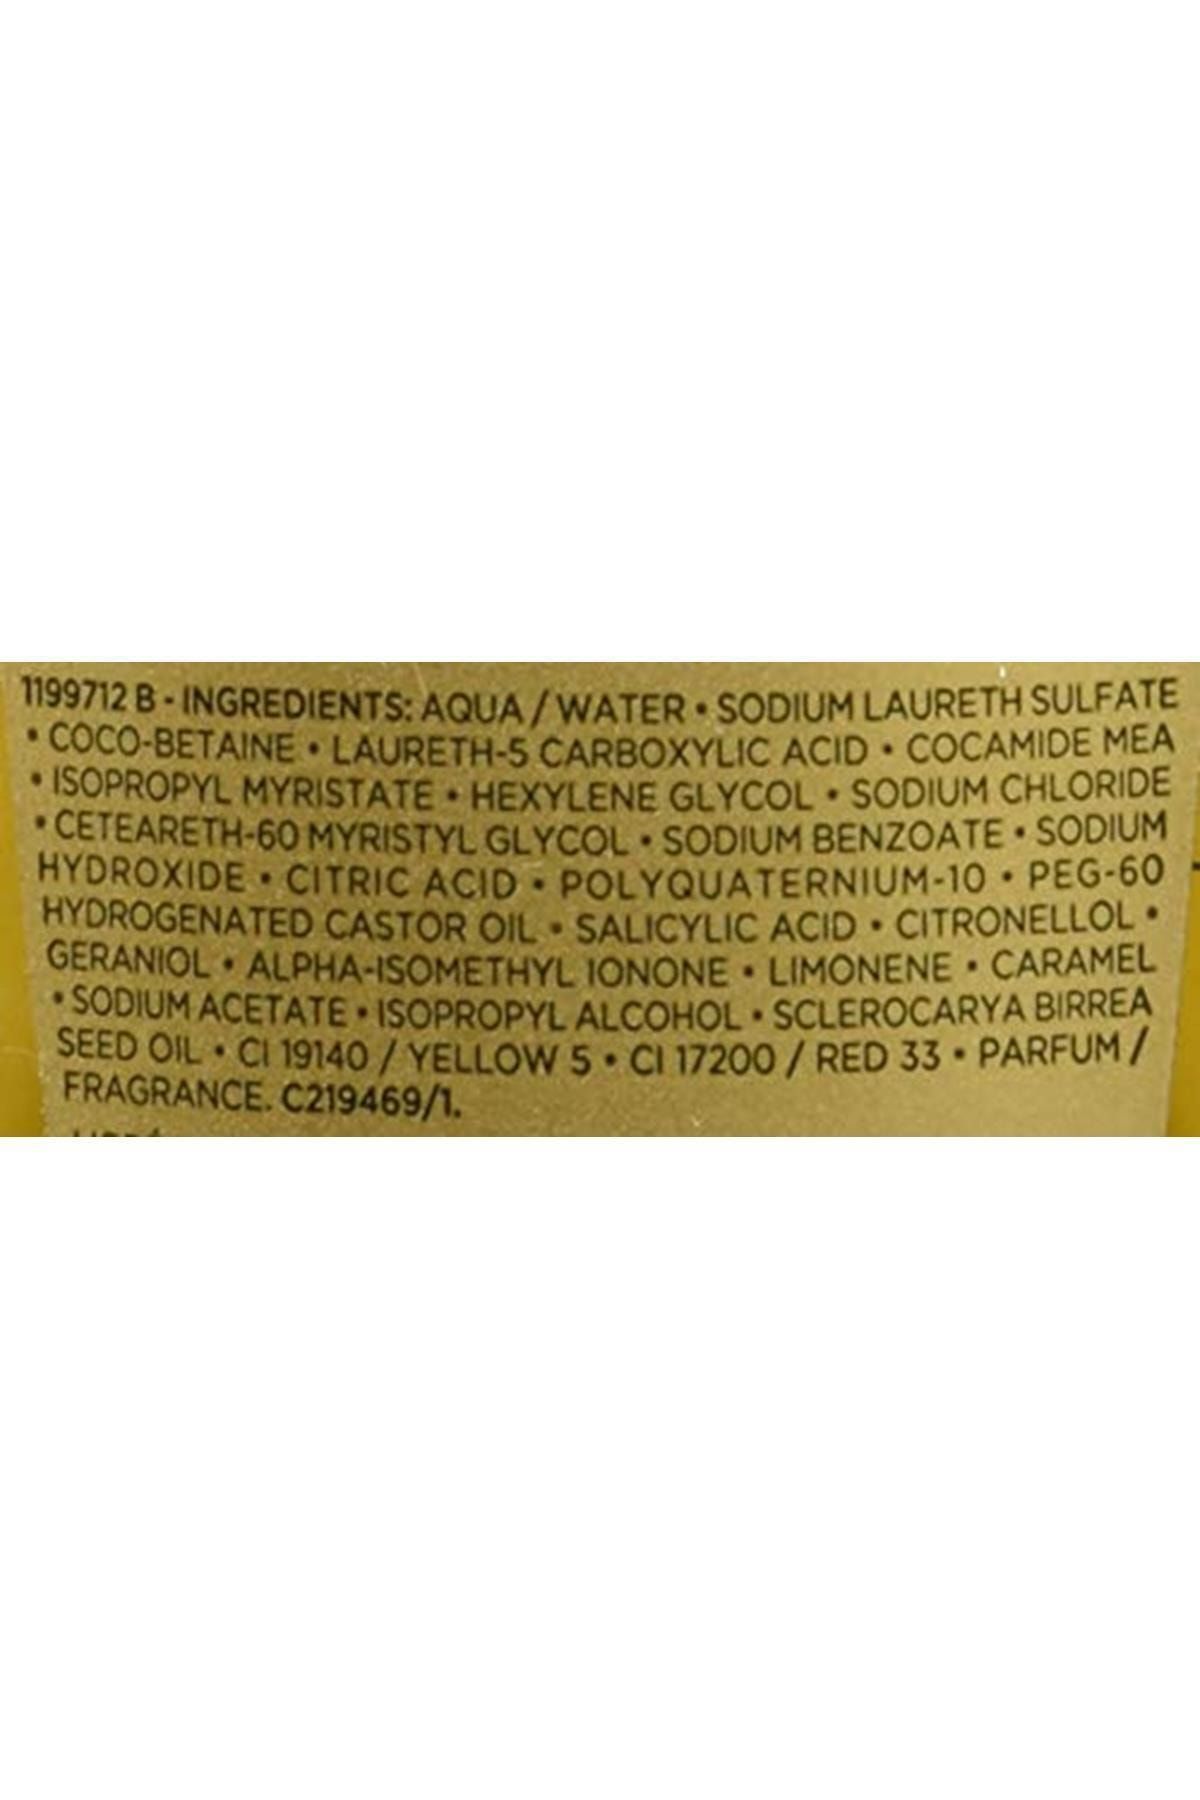 1199712 B - INGREDIENTS: AQUA / WATER • SODIUM LAURETH SULFATE
• COCO-BETAINE • LAURETH-5 CARBOXYLIC ACID • COCAMIDE MEA
• ISOPROPYL MYRISTATE • HEXYLENE GLYCOL • SODIUM CHLORIDE
• CETEARETH-60 MYRISTYL GLYCOL • SODIUM BENZOATE • SODIUM
HYDROXIDE • CITRIC ACID • POLYQUATERNIUM-10 • PEG-60
HYDROGENATED CASTOR OIL • SALICYLIC ACID • CITRONELLOL •
GERANIOL • ALPHA-ISOMETHYL IONONE • LIMONENE • CARAMEL
• SODIUM ACETATE • ISOPROPYL ALCOHOL • SCLEROCARYA BIRREA
SEED OIL • CI 19140 / YELLOW 5 • CI 17200 / RED 33 • PARFUM /
FRAGRANCE. C219469/1.